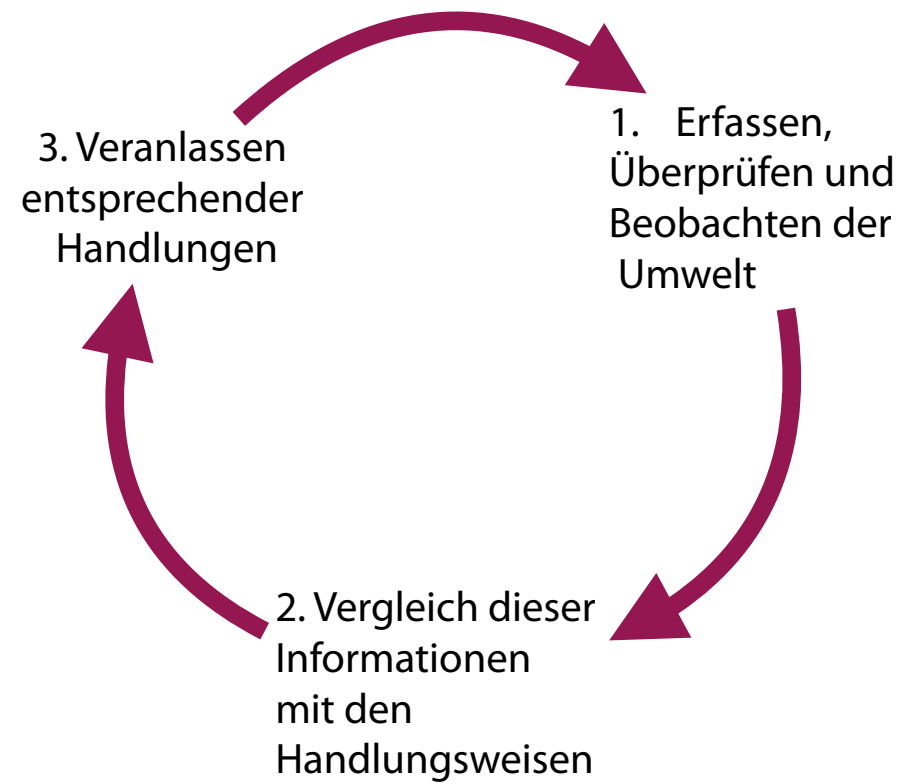 1. Erfassen,
Überprüfen und
Beobachten der
Umwelt
2. Vergleich dieser
Informationen
mit den
Handlungsweisen
3. Veranlassen
entsprechender
Handlungen